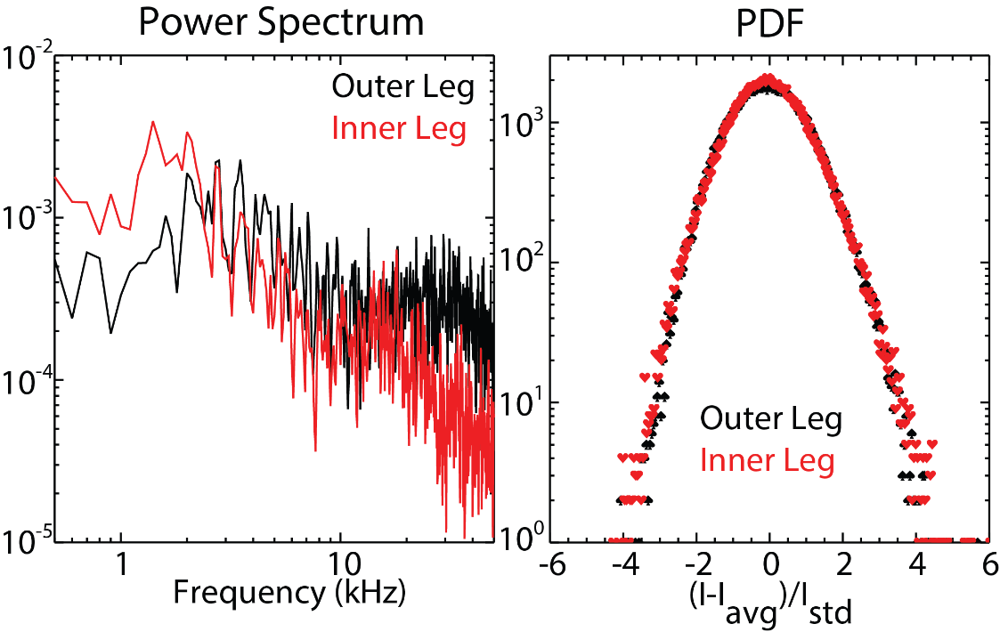 Power Spectrum
10-2
10-3
10-4
10-5
Outer Leg
Inner Leg
1
10
Frequency (kHz)
PDF
103
102
101
100
Outer Leg
Inner Leg
-6
-4
-2
0
2
4
6
(I-Iavg)/Istd